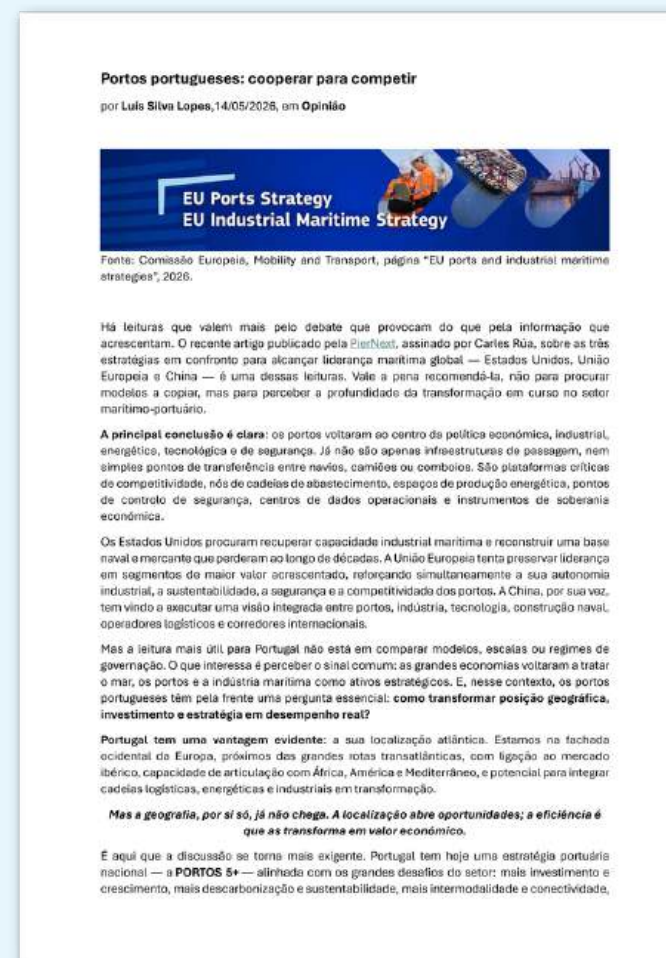 Portos portugueses: cooperar para competir
por Luis Silva Lopes,14/05/2026, em Opinião
EU Ports Strategy
EU Industrial Maritime Strategy
Fonte: Comissão Europeia, Mobility and Transport, página “EU ports and industrial maritime
strategies”, 2026.
Há leituras que valem mais pelo debate que provocam do que pela informação que
acrescentam. O recente artigo publicado pela PierNext, assinado por Carles Rúa, sobre as três
estratégias em confronto para alcançar liderança marítima global — Estados Unidos, União
Europeia e China — é uma dessas leituras. Vale a pena recomendá-la, não para procurar
modelos a copiar, mas para perceber a profundidade da transformação em curso no setor
marítimo-portuário.
A principal conclusão é clara: os portos voltaram ao centro da política económica, industrial,
energética, tecnológica e de segurança. Já não são apenas infraestruturas de passagem, nem
simples pontos de transferência entre navios, camiões ou comboios. São plataformas críticas
de competitividade, nós de cadeias de abastecimento, espaços de produção energética, pontos
de controlo de segurança, centros de dados operacionais e instrumentos de soberania
económica.
Os Estados Unidos procuram recuperar capacidade industrial marítima e reconstruir uma base
naval e mercante que perderam ao longo de décadas. A União Europeia tenta preservar liderança
em segmentos de maior valor acrescentado, reforçando simultaneamente a sua autonomia
industrial, a sustentabilidade, a segurança e a competitividade dos portos. A China, por sua vez,
tem vindo a executar uma visão integrada entre portos, indústria, tecnologia, construção naval,
operadores logísticos e corredores internacionais.
Mas a leitura mais útil para Portugal não está em comparar modelos, escalas ou regimes de
governação. O que interessa é perceber o sinal comum: as grandes economias voltaram a tratar
o mar, os portos e a indústria marítima como ativos estratégicos. E, nesse contexto, os portos
portugueses têm pela frente uma pergunta essencial: como transformar posição geográfica,
investimento e estratégia em desempenho real?
Portugal tem uma vantagem evidente: a sua localização atlântica. Estamos na fachada
ocidental da Europa, próximos das grandes rotas transatlânticas, com ligação ao mercado
ibérico, capacidade de articulação com África, América e Mediterrâneo, e potencial para integrar
cadeias logísticas, energéticas e industriais em transformação.
Mas a geografia, por si só, já não chega. A localização abre oportunidades; a eficiência é
que as transforma em valor económico.
É aqui que a discussão se torna mais exigente. Portugal tem hoje uma estratégia portuária
nacional — a PORTOS 5+ — alinhada com os grandes desafios do setor: mais investimento e
crescimento, mais descarbonização e sustentabilidade, mais intermodalidade e conectividade,